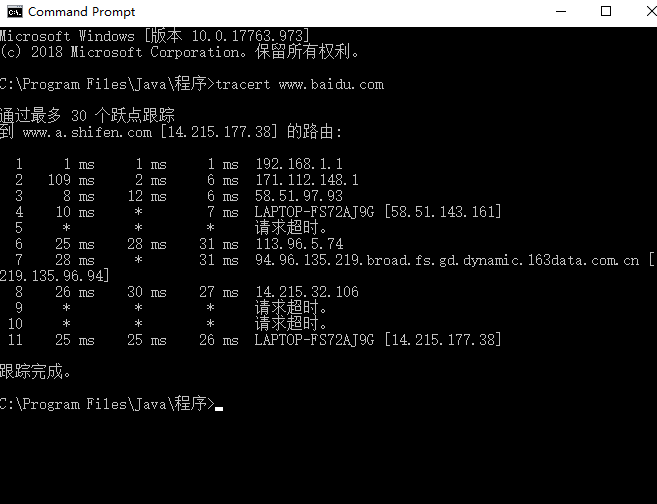 Command Prompt
Microsoft Windows [版本 10.0.17763.973]
(c) 2018 Microsoft Corporation。保留所有权利。
C:\Program Files\Java\程序>tracert www.baidu.com
通过最多 30 个跃点跟踪
到 www.a.shifen.com [14.215.177.38] 的路由:
1 1 ms 1 ms 1 ms 192.168.1.1
2 109 ms 2 ms 6 ms 171.112.148.1
3 8 ms 12 ms 6 ms 58.51.97.93
4 10 ms * 7 ms LAPTOP-FS72AJ9G [58.51.143.161]
5 * * * 请求超时。
6 25 ms 28 ms 31 ms 113.96.5.74
7 28 ms * 31 ms 94.96.135.219.broad.fs.gd.dynamic.163data.com.cn [
219.135.96.94]
8 26 ms 30 ms 27 ms 14.215.32.106
9 * * * 请求超时。
10 * * * 请求超时。
11 25 ms 25 ms 26 ms LAPTOP-FS72AJ9G [14.215.177.38]
跟踪完成。
C:\Program Files\Java\程序>